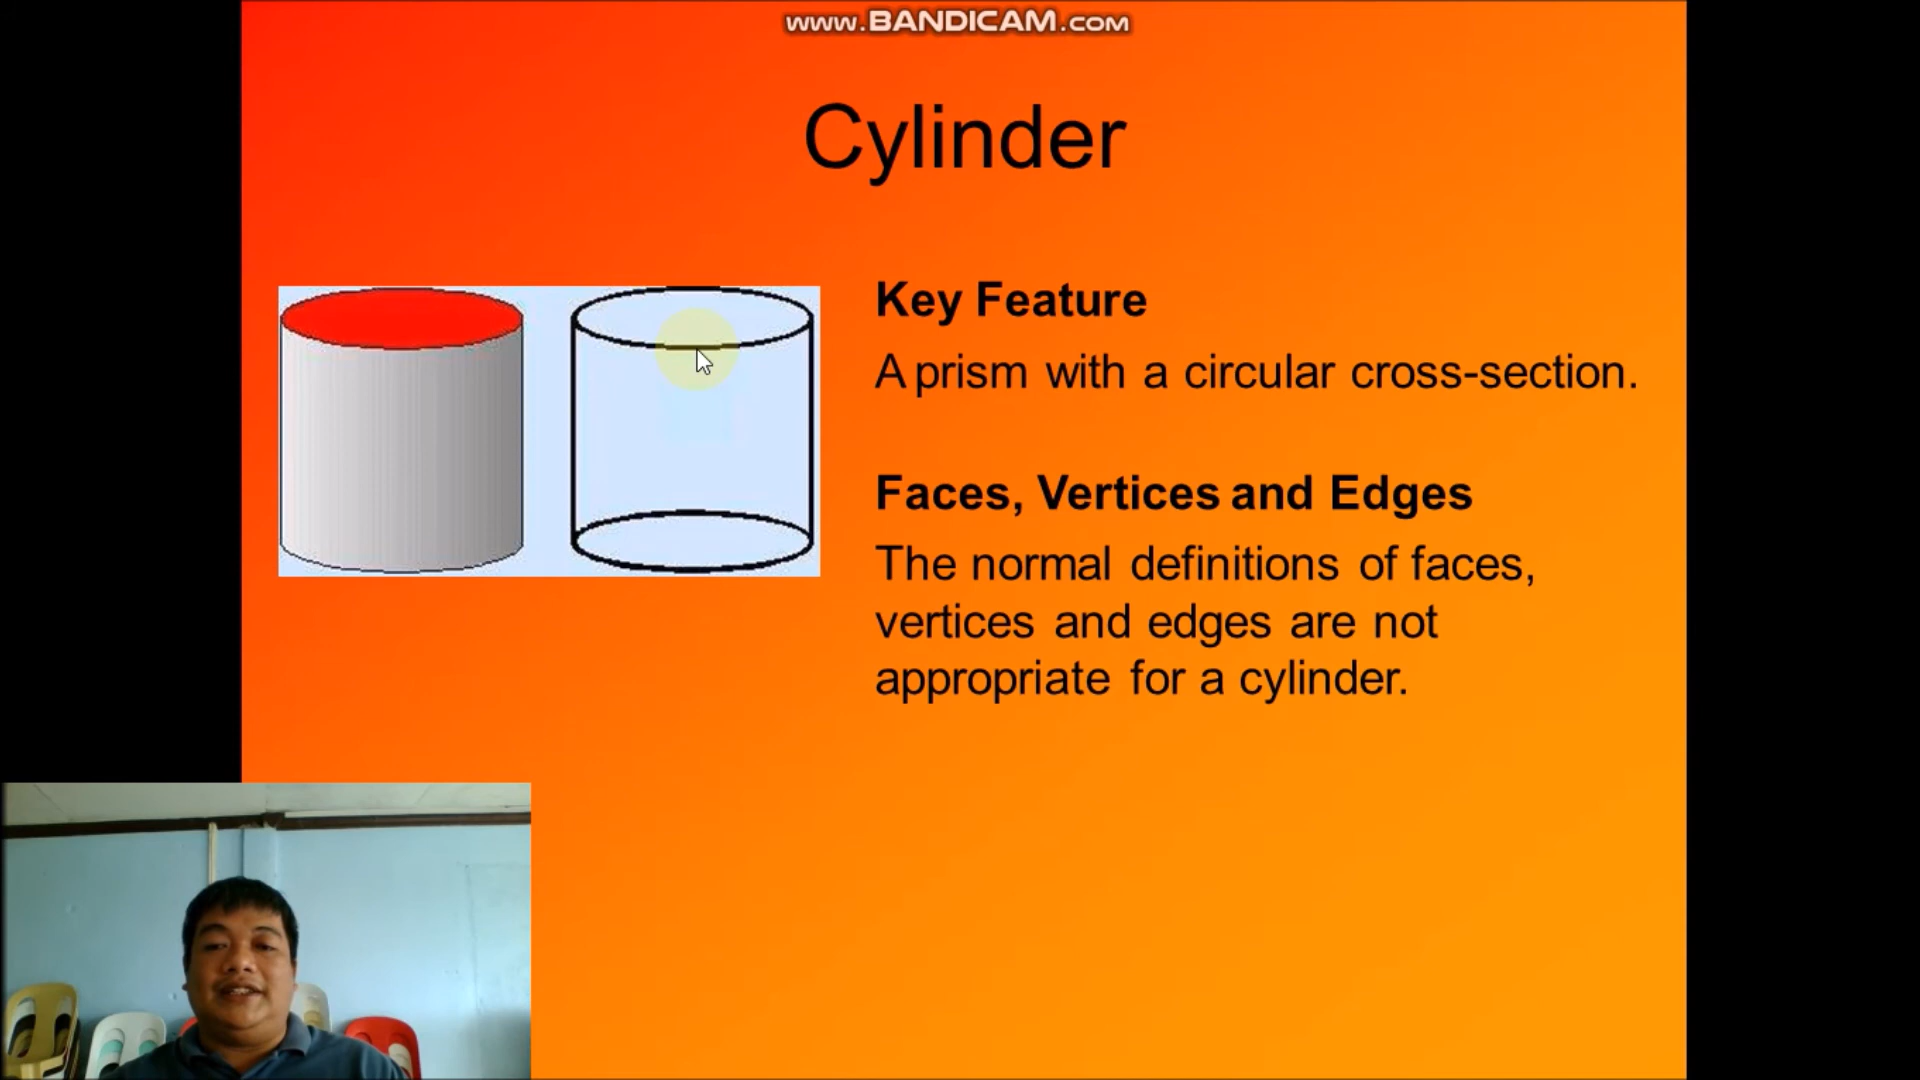 www.BANDICAM.com
Cylinder
Key Feature
A prism with a circular cross-section.
Faces, Vertices and Edges
The normal definitions of faces,
vertices and edges are not
appropriate for a cylinder.